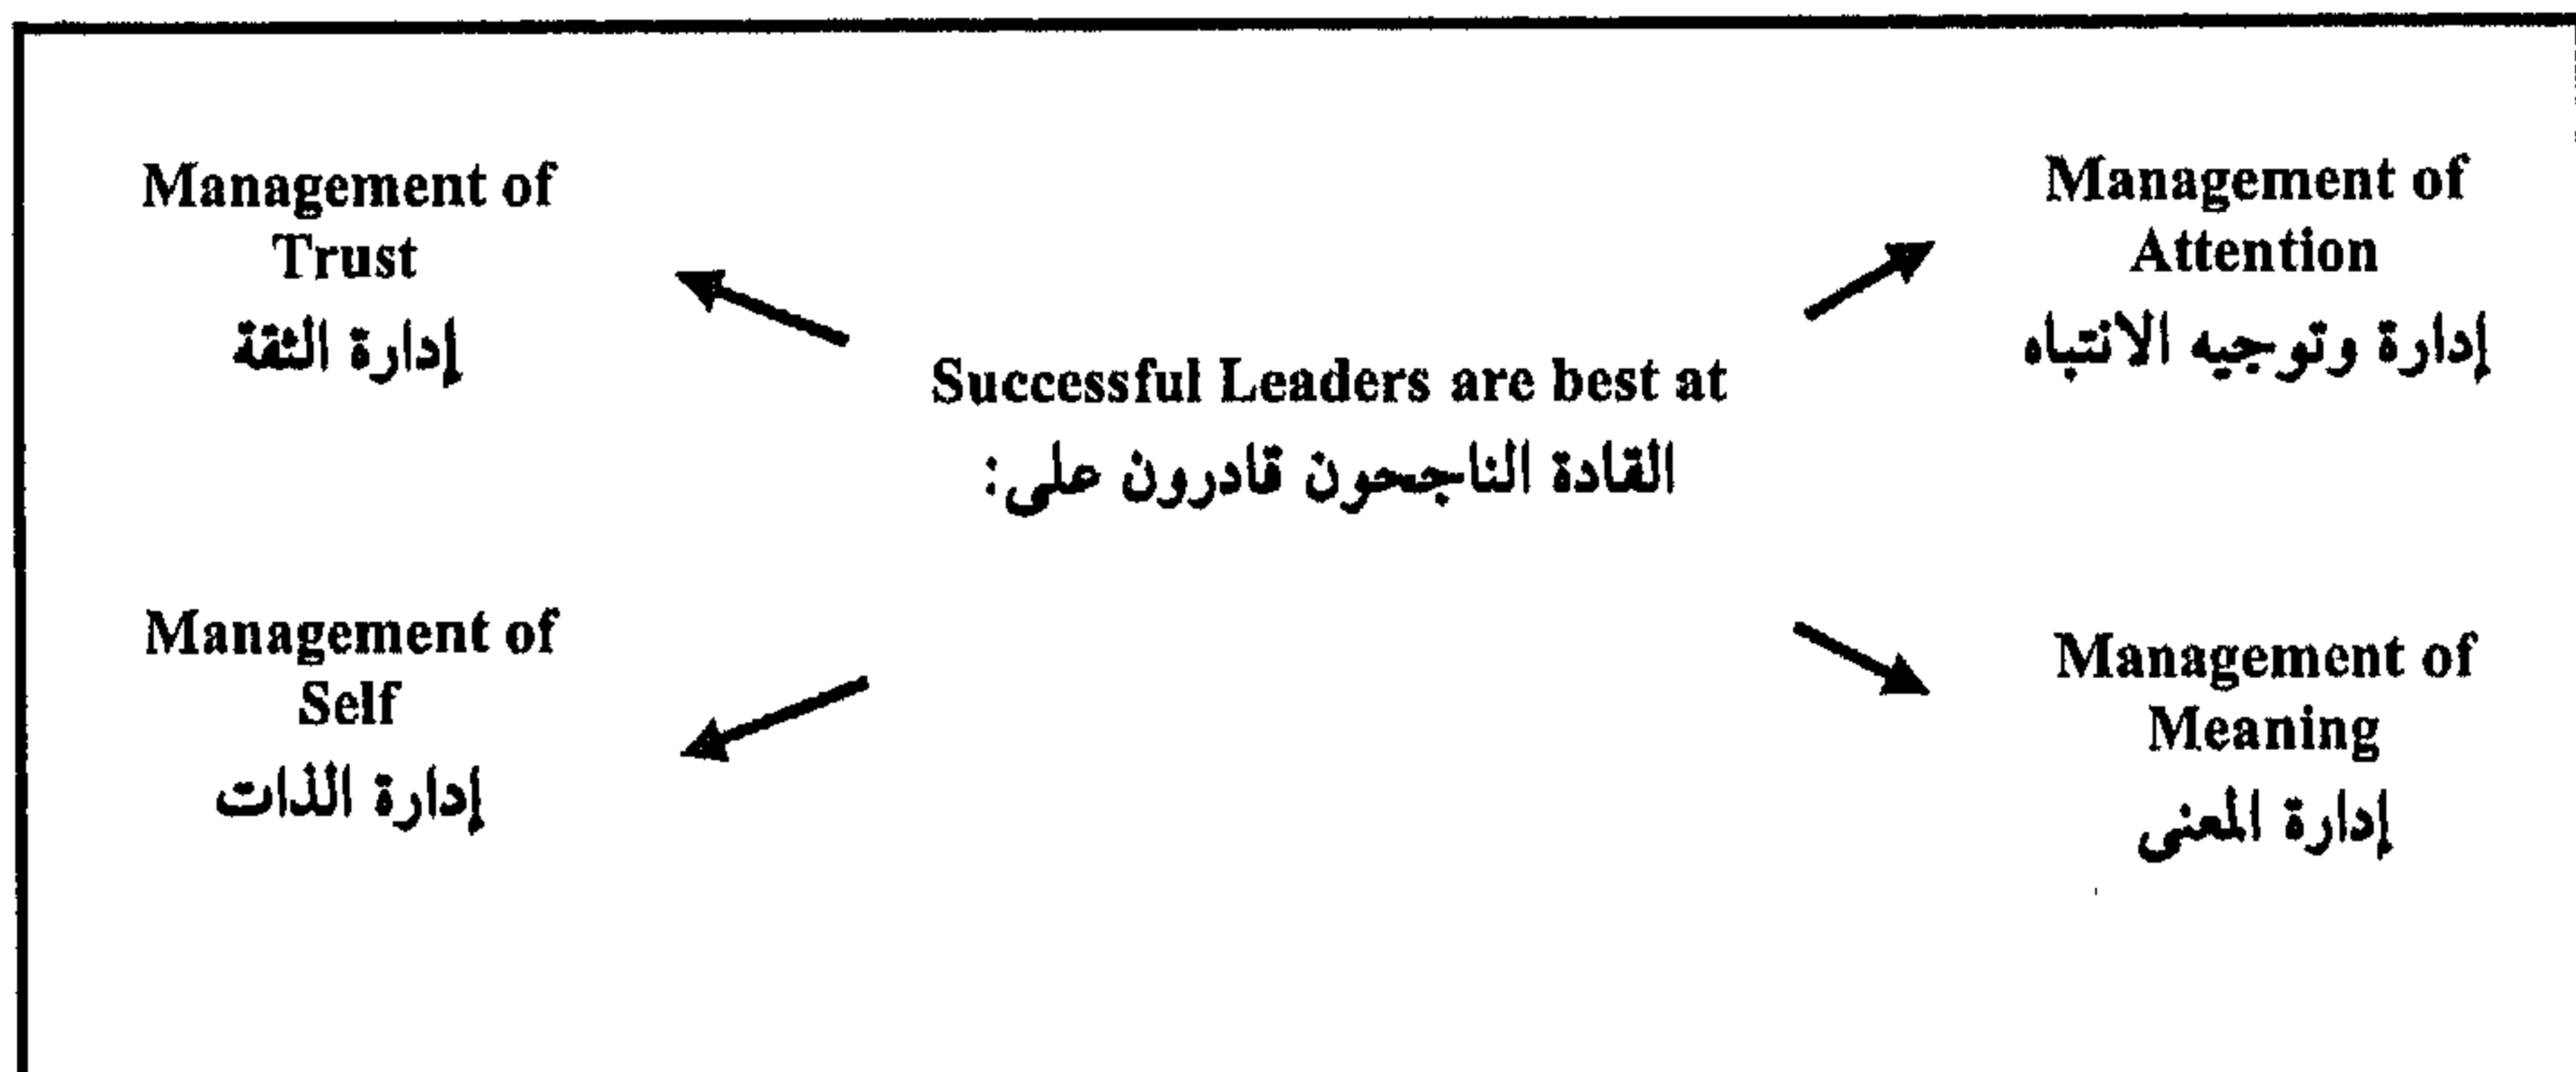 Management of
Trust
إدارة الثقة
Management of
Attention
إدارة وتوجيه الانتباه
Successful Leaders are best at
القادة الناجحون قادرون على:
Management of
Self
إدارة الذات
Management of
Meaning
إدارة المعنى